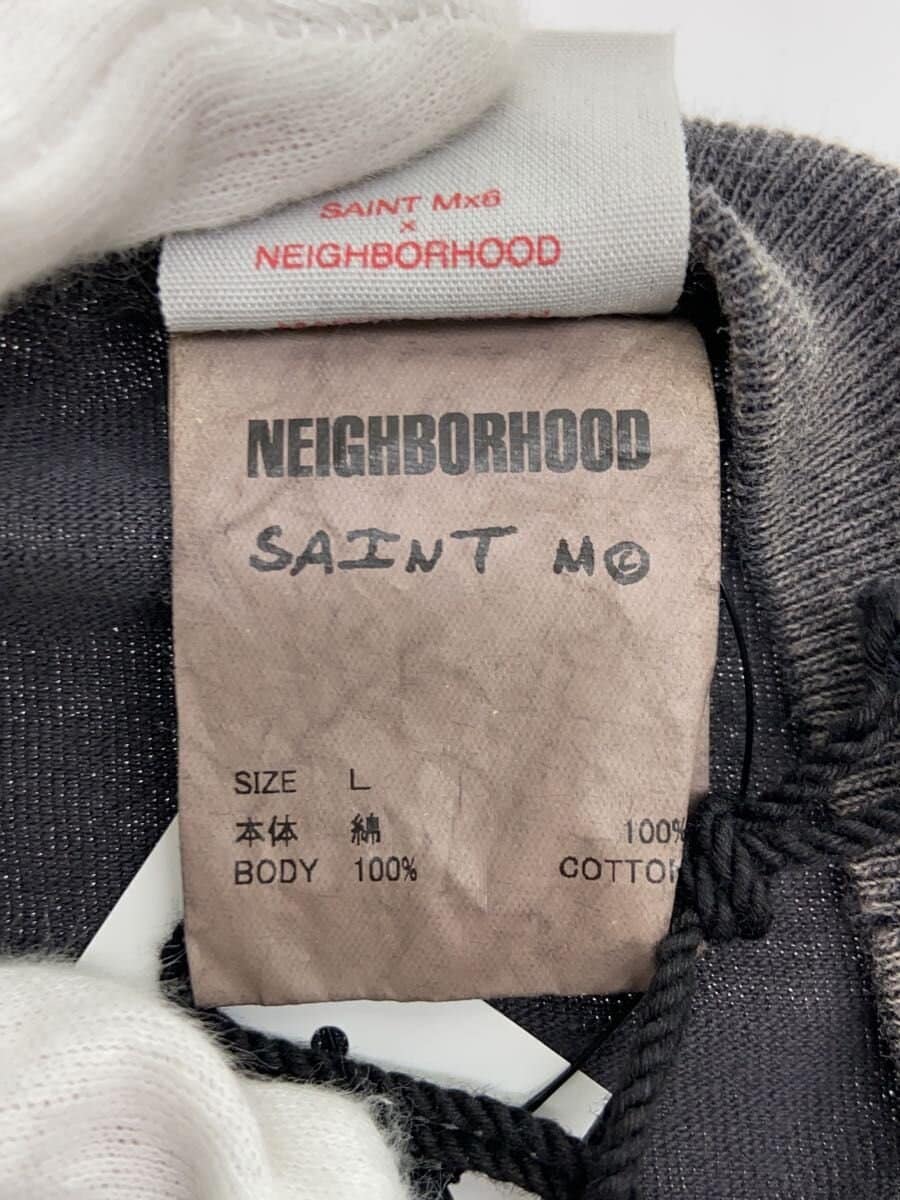 SAINT Mx6
×
NEIGHBORHOOD
NEIGHBORHOOD
SAINT M©
SIZE L
本体 綿 100%
BODY 100% COTTON